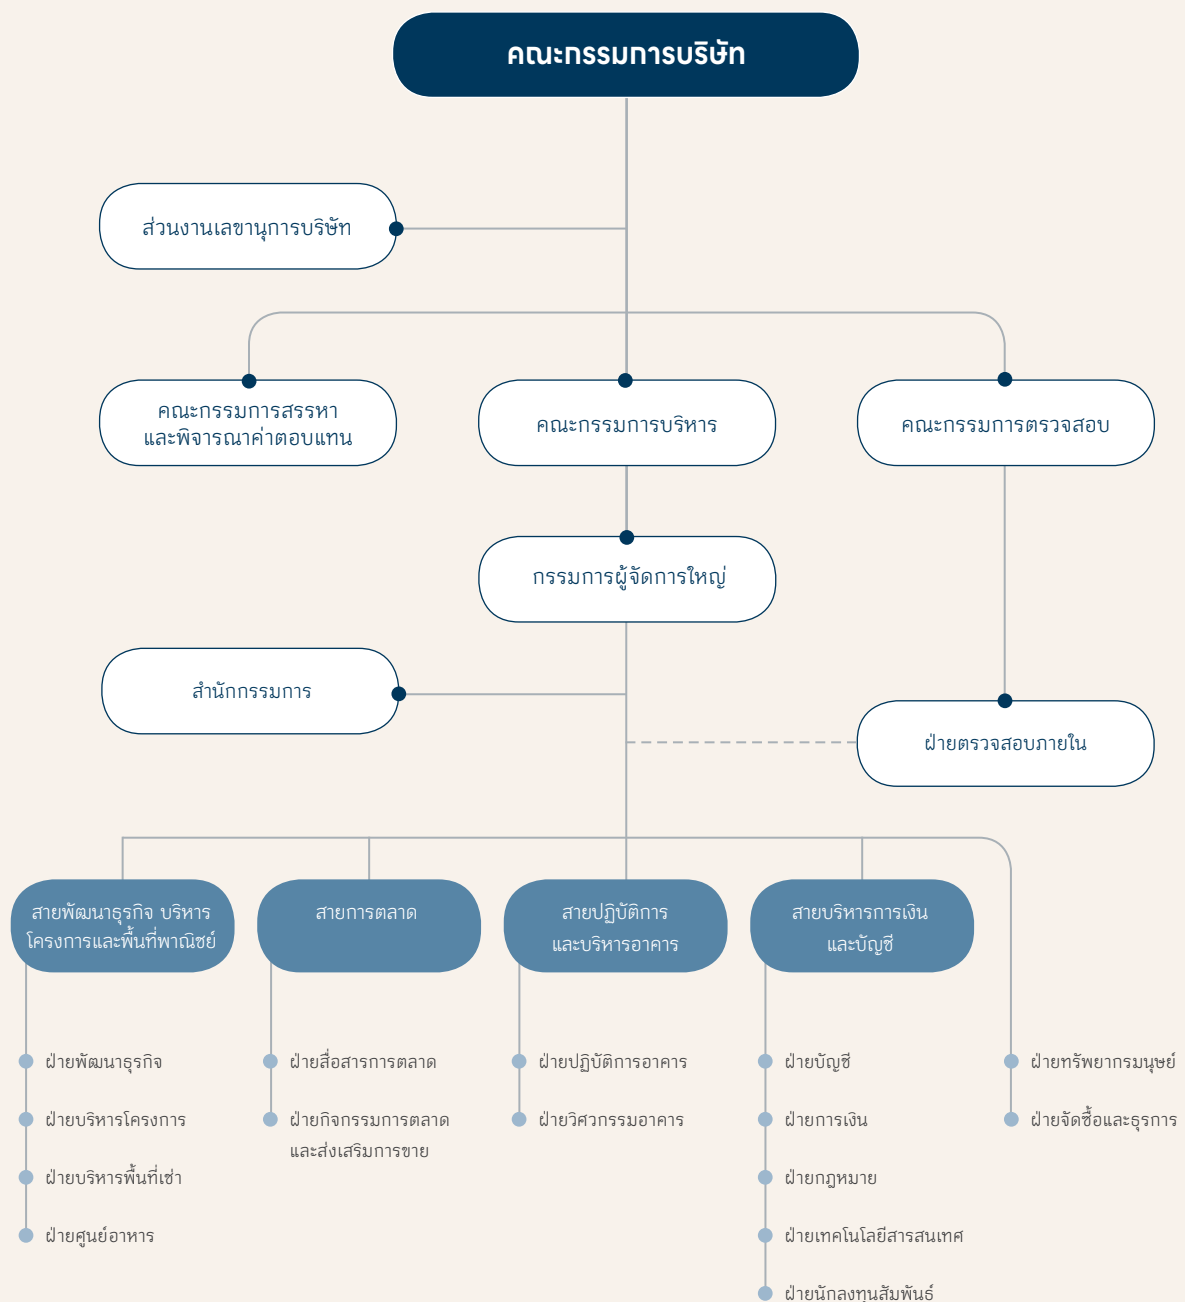 คณะกรรมการบริษัท
ส่วนงานเลขานุการบริษัท
คณะกรรมการสรรหา
และพิจารณาค่าตอบแทน
คณะกรรมการบริหาร
คณะกรรมการตรวจสอบ
กรรมการผู้จัดการใหญ่
สำนักกรรมการ
ฝ่ายตรวจสอบภายใน
สายพัฒนาธุรกิจ บริหาร
โครงการและพื้นที่พาณิชย์
สายการตลาด
สายปฏิบัติการ
และบริหารอาคาร
สายบริหารการเงิน
และบัญชี
ฝ่ายพัฒนาธุรกิจ
ฝ่ายบริหารโครงการ
ฝ่ายบริหารพื้นที่เช่า
ฝ่ายศูนย์อาหาร
ฝ่ายสื่อสารการตลาด
ฝ่ายกิจกรรมการตลาด
และส่งเสริมการขาย
ฝ่ายปฏิบัติการอาคาร
ฝ่ายวิศวกรรมอาคาร
ฝ่ายบัญชี
ฝ่ายการเงิน
ฝ่ายกฎหมาย
ฝ่ายเทคโนโลยีสารสนเทศ
ฝ่ายนักลงทุนสัมพันธ์
ฝ่ายทรัพยากรมนุษย์
ฝ่ายจัดซื้อและธุรการ